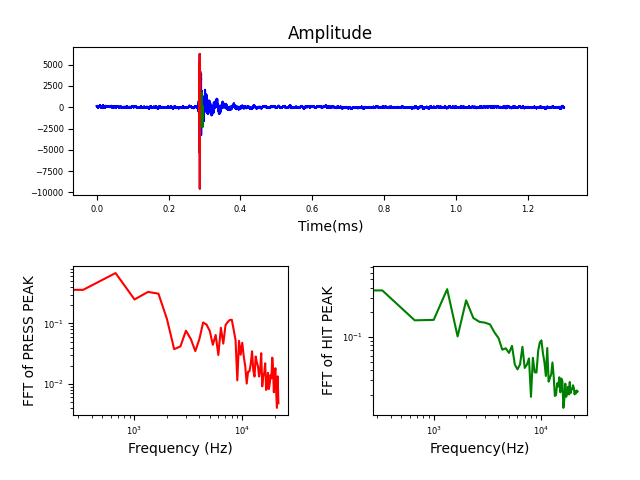 Amplitude
5000
2500
0
−2500
−5000
−7500
−10000
0.0 0.2 0.4 0.6 0.8 1.0 1.2
Time(ms)
FFT of PRESS PEAK
10⁻¹
10⁻²
10³ 10⁴
Frequency (Hz)
FFT of HIT PEAK
10⁻¹
10³ 10⁴
Frequency(Hz)